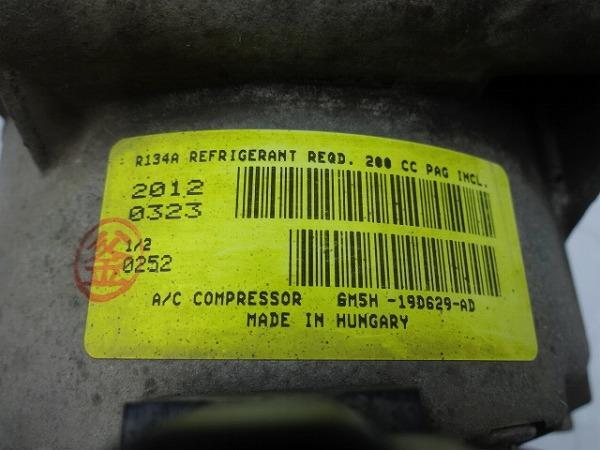 R134A REFRIGERANT REQD. 200 CC PAG INCL.
2012
0323
1/2
0252
A/C COMPRESSOR 6M5H -19D629-AD
MADE IN HUNGARY